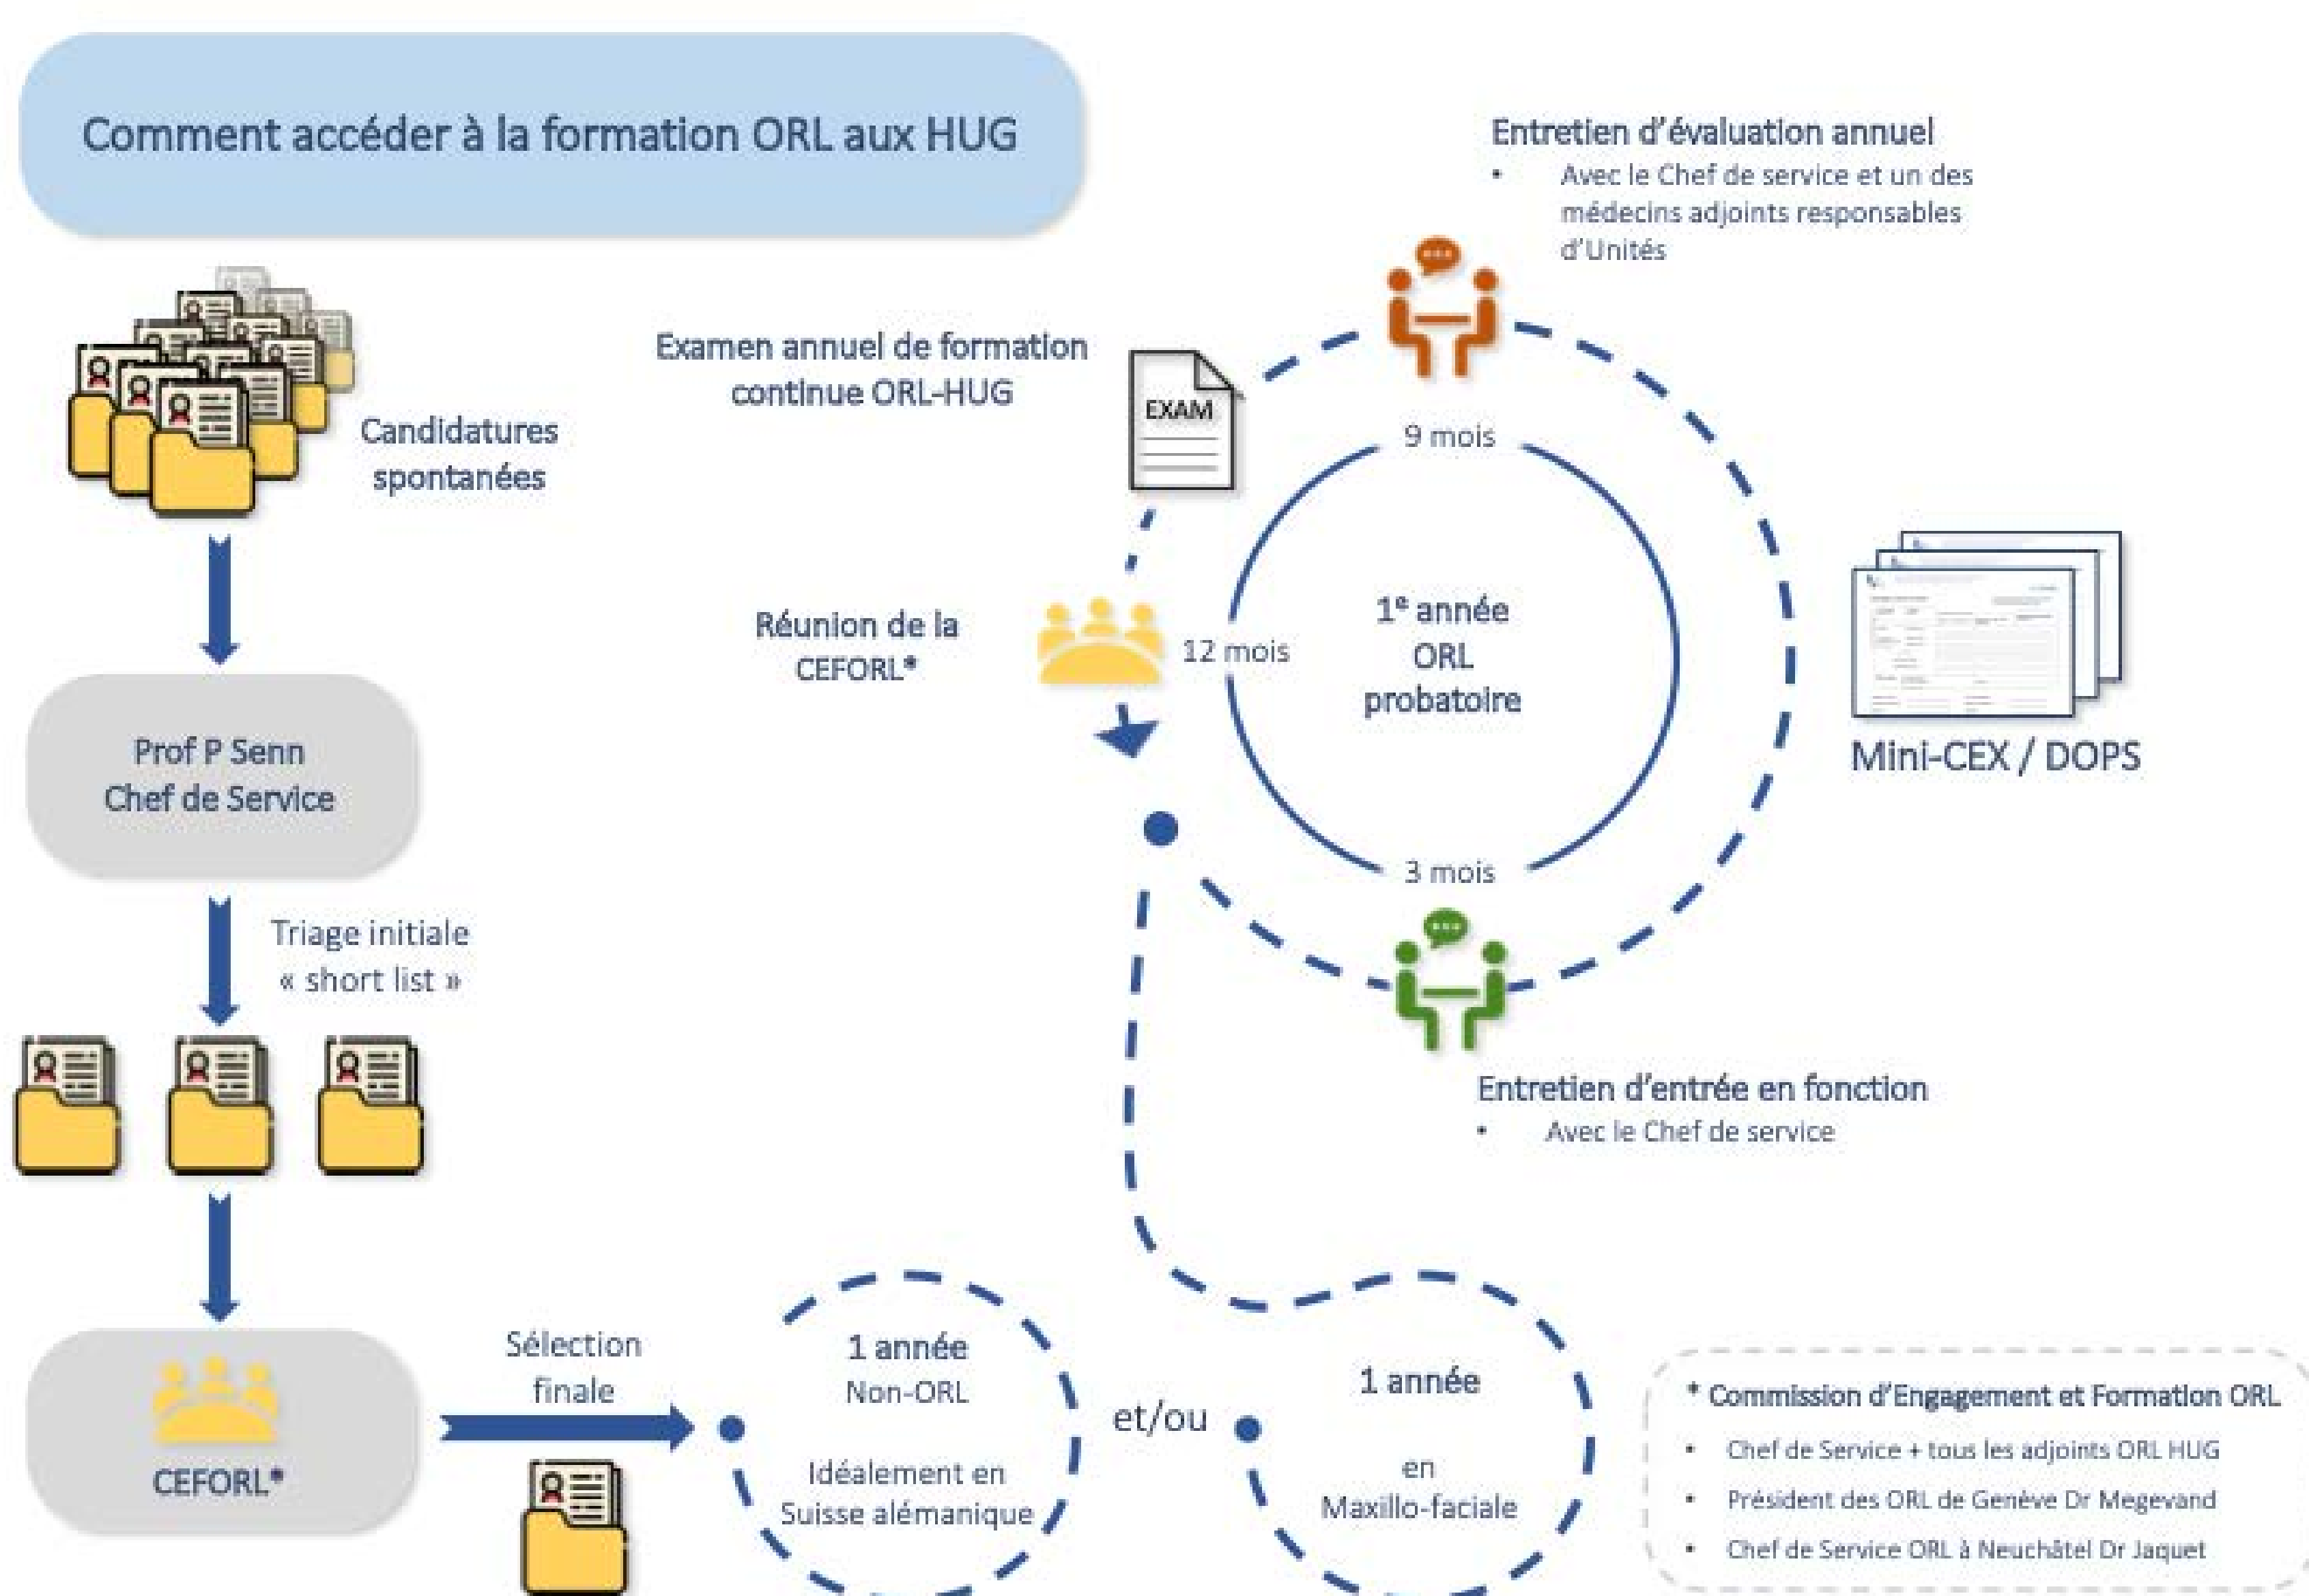 Comment accéder à la formation ORL aux HUG
Candidatures
spontanées
Prof P Senn
Chef de Service
Triage initiale
« short list »
CEFORL*
Sélection
finale
1 année
Non-ORL
Idéalement en
Suisse alémanique
et/ou
1 année
en
Maxillo-faciale
Entretien d'évaluation annuel
• Avec le Chef de service et un des
médecins adjoints responsables
d'Unités
Examen annuel de formation
continue ORL-HUG
EXAM
9 mois
Réunion de la
CEFORL*
12 mois
1e année
ORL
probatoire
Mini-CEX / DOPS
3 mois
Entretien d'entrée en fonction
• Avec le Chef de service
* Commission d'Engagement et Formation ORL
• Chef de Service + tous les adjoints ORL HUG
• Président des ORL de Genève Dr Megevand
• Chef de Service ORL à Neuchâtel Dr Jaquet